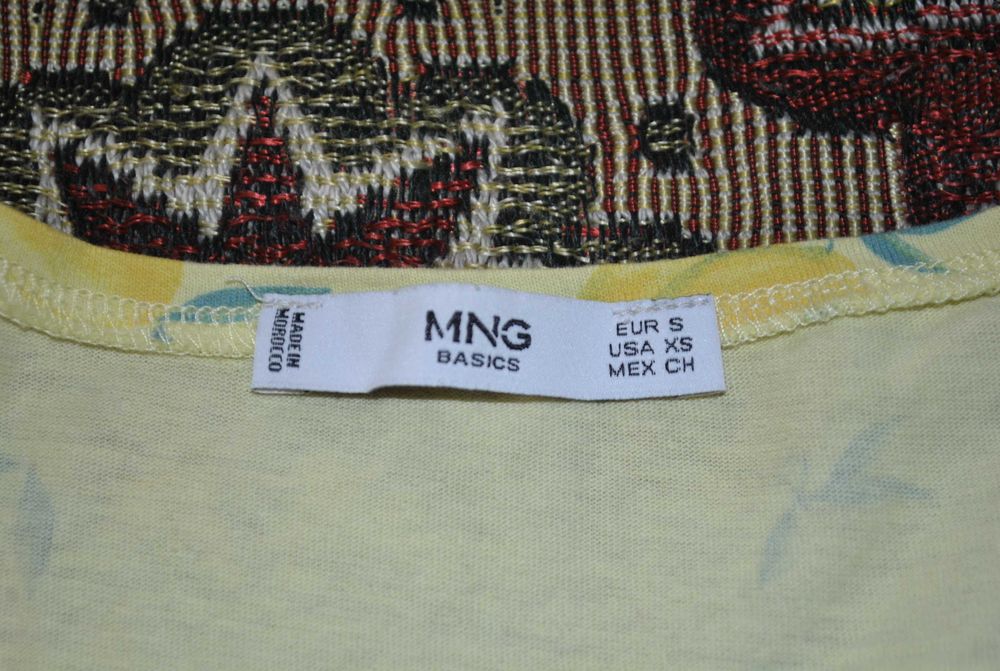 MADE IN
MOROCCO
MNG
BASICS
EUR S
USA XS
MEX CH